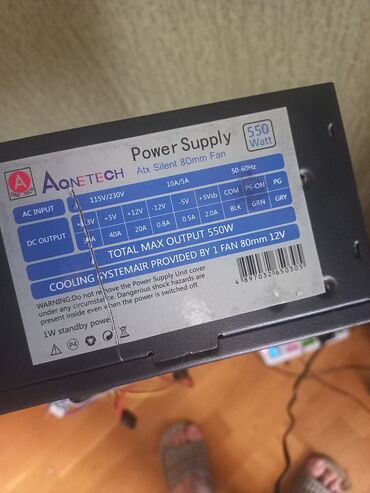 AONETECH
Power Supply
Atx Silent 80mm Fan
550
Watt
AC INPUT 115V/230V 10A/5A 50-60Hz
DC OUTPUT +5V +12V -12V -5V +5Vsb COM PS-ON PG
40A 20A 0.8A 0.5A 2.0A BLK GRN GRY
TOTAL MAX OUTPUT 550W
COOLING SYSTEMAIR PROVIDED BY 1 FAN 80mm 12V
WARNING:Do not remove the Power Supply Unit cover
under any circumstance. Dangerous shock hazards are
present inside even when the power is switched off.
1W standby power
P4
4897032965030